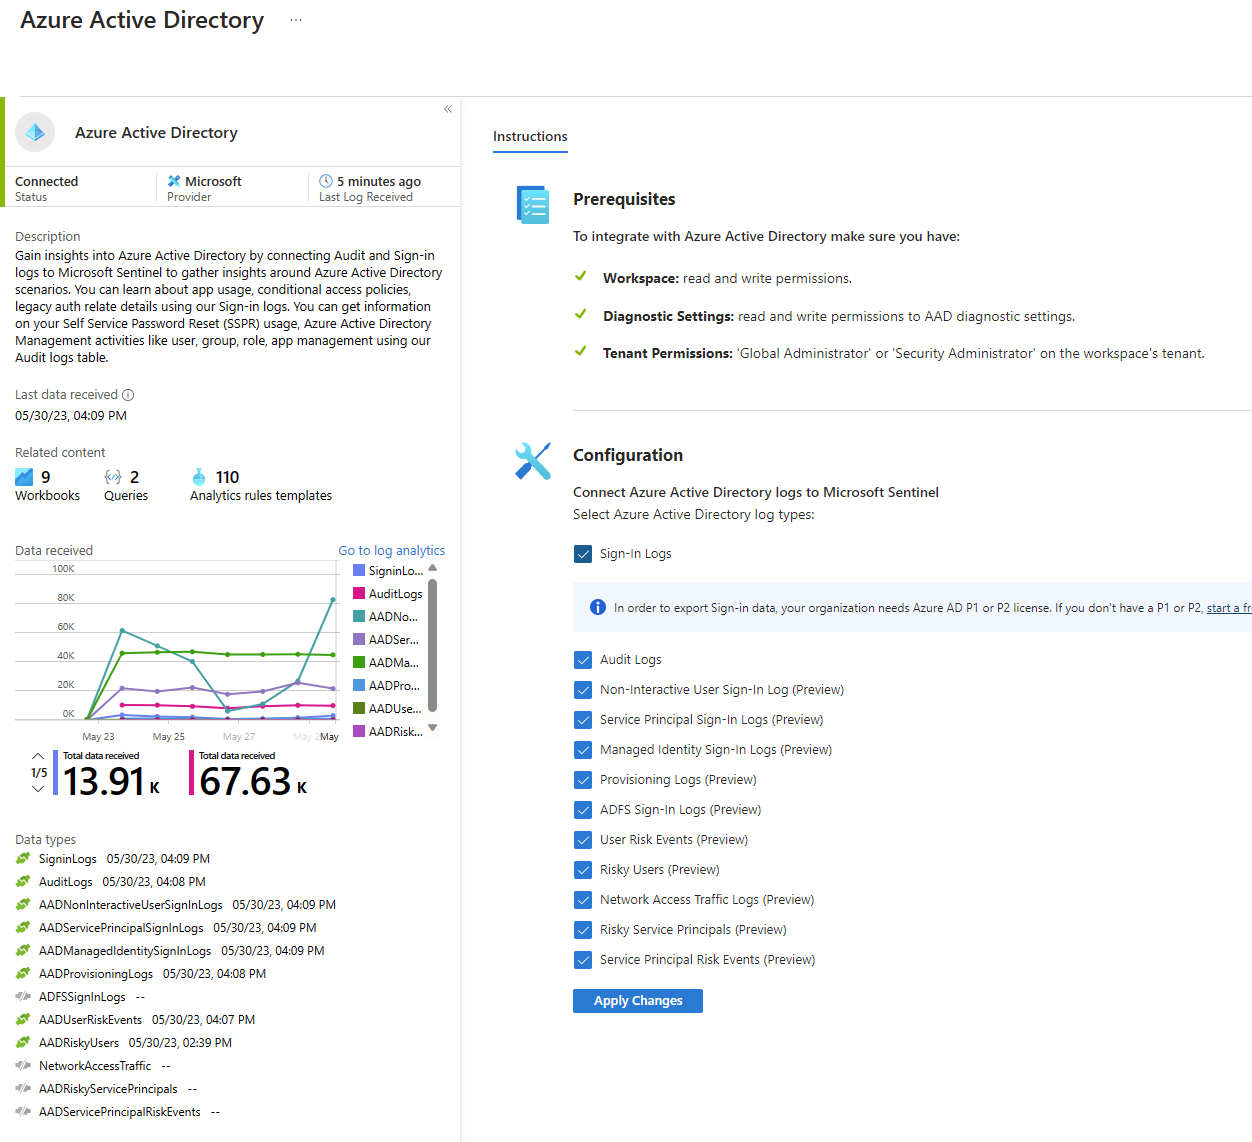 Azure Active Directory ...
«
Azure Active Directory
Connected
Status
Microsoft
Provider
5 minutes ago
Last Log Received
Description
Gain insights into Azure Active Directory by connecting Audit and Sign-in
logs to Microsoft Sentinel to gather insights around Azure Active Directory
scenarios. You can learn about app usage, conditional access policies,
legacy auth relate details using our Sign-in logs. You can get information
on your Self Service Password Reset (SSPR) usage, Azure Active Directory
Management activities like user, group, role, app management using our
Audit logs table.
Last data received
05/30/23, 04:09 PM
Related content
9
Workbooks
2
Queries
110
Analytics rules templates
Data received
Go to log analytics
100K
80K
60K
40K
20K
0K
May 23
May 25
May 27
May 2
May
SigninLo...
AuditLogs
AADNo...
AADSer...
AADMa...
AADPro...
AADUse...
AADRisk...
1/5
Total data received
13.91 K
Total data received
67.63 K
Data types
SigninLogs 05/30/23, 04:09 PM
AuditLogs 05/30/23, 04:08 PM
AADNonInteractiveUserSignInLogs 05/30/23, 04:09 PM
AADServicePrincipalSignInLogs 05/30/23, 04:09 PM
AADManagedIdentitySignInLogs 05/30/23, 04:09 PM
AADProvisioningLogs 05/30/23, 04:08 PM
ADFSSignInLogs --
AADUserRiskEvents 05/30/23, 04:07 PM
AADRiskyUsers 05/30/23, 02:39 PM
NetworkAccessTraffic --
AADRiskyServicePrincipals --
AADServicePrincipalRiskEvents --
Instructions
Prerequisites
To integrate with Azure Active Directory make sure you have:
Workspace: read and write permissions.
Diagnostic Settings: read and write permissions to AAD diagnostic settings.
Tenant Permissions: 'Global Administrator' or 'Security Administrator' on the workspace's tenant.
Configuration
Connect Azure Active Directory logs to Microsoft Sentinel
Select Azure Active Directory log types:
Sign-In Logs
In order to export Sign-in data, your organization needs Azure AD P1 or P2 license. If you don't have a P1 or P2, start a fr
Audit Logs
Non-Interactive User Sign-In Log (Preview)
Service Principal Sign-In Logs (Preview)
Managed Identity Sign-In Logs (Preview)
Provisioning Logs (Preview)
ADFS Sign-In Logs (Preview)
User Risk Events (Preview)
Risky Users (Preview)
Network Access Traffic Logs (Preview)
Risky Service Principals (Preview)
Service Principal Risk Events (Preview)
Apply Changes